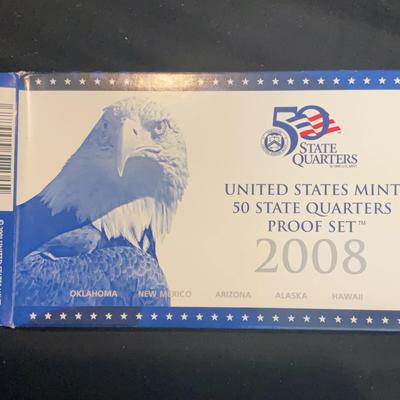 50
STATE
QUARTERS
UNITED STATES MINT
50 STATE QUARTERS
PROOF SET™
2008
OKLAHOMA NEW MEXICO ARIZONA ALASKA HAWAII